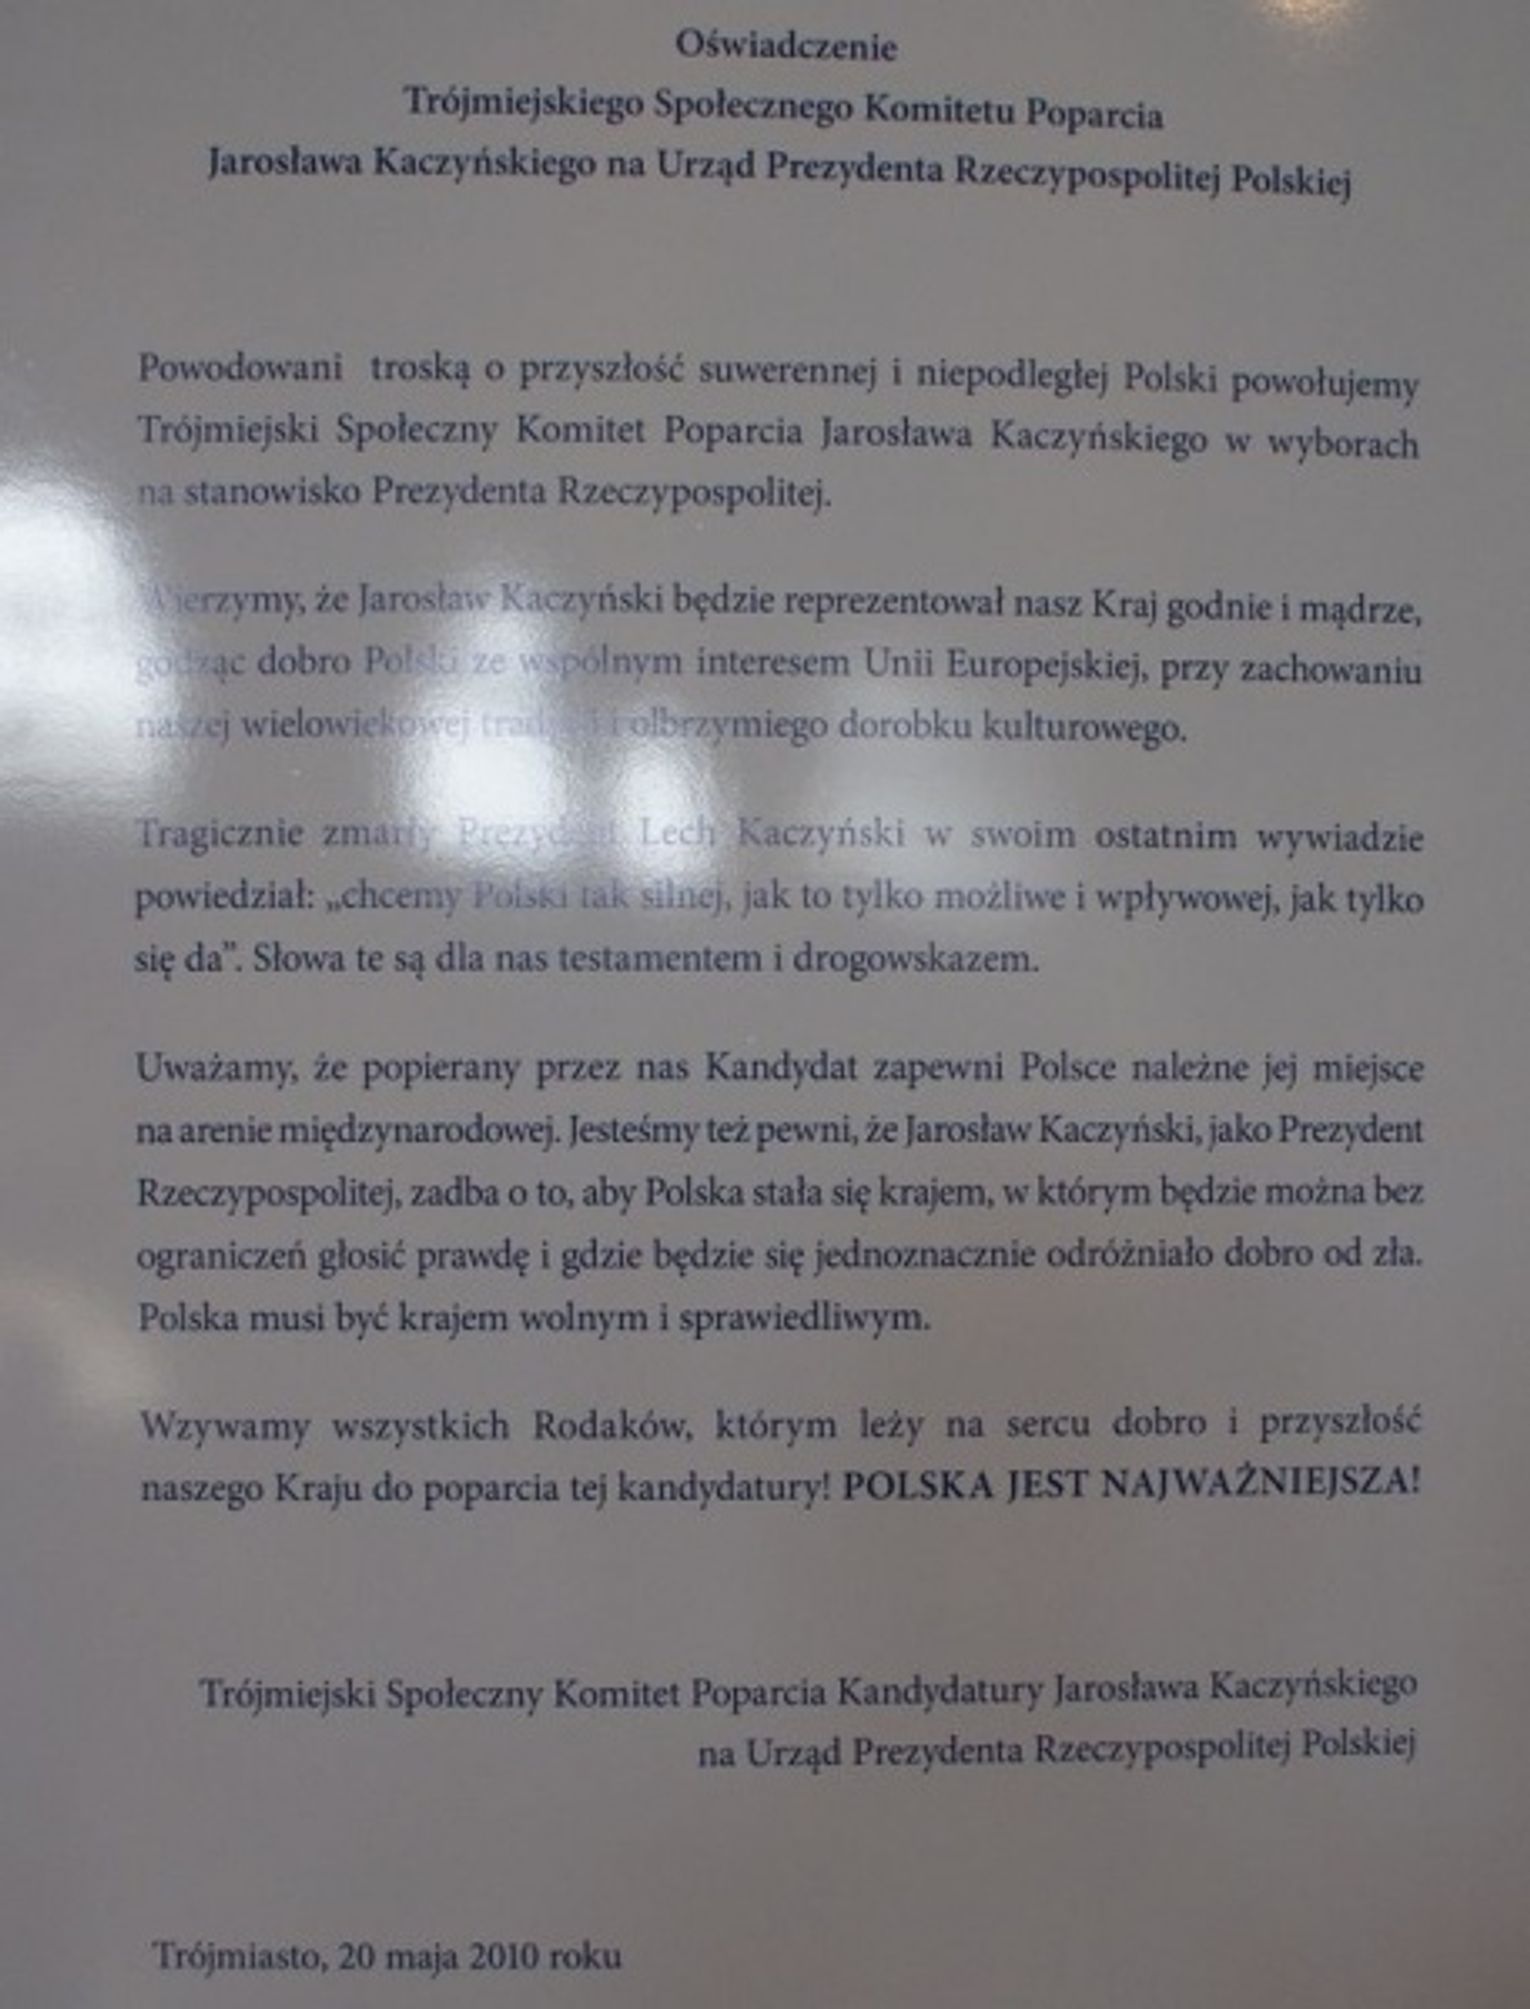 Oświadczenie
Trójmiejskiego Społecznego Komitetu Poparcia
Jarosława Kaczyńskiego na Urząd Prezydenta Rzeczypospolitej Polskiej
Powodowani troską o przyszłość suwerennej i niepodległej Polski powołujemy
Trójmiejski Społeczny Komitet Poparcia Jarosława Kaczyńskiego w wyborach
na stanowisko Prezydenta Rzeczypospolitej.
Wierzymy, że Jarosław Kaczyński będzie reprezentował nasz Kraj godnie i mądrze,
godząc dobro Polski ze wspólnym interesem Unii Europejskiej, przy zachowaniu
naszej wielowiekowej tradycji i olbrzymiego dorobku kulturowego.
Tragicznie zmarły Prezydent Lech Kaczyński w swoim ostatnim wywiadzie
powiedział: „chcemy Polski tak silnej, jak to tylko możliwe i wpływowej, jak tylko
się da”. Słowa te są dla nas testamentem i drogowskazem.
Uważamy, że popierany przez nas Kandydat zapewni Polsce należne jej miejsce
na arenie międzynarodowej. Jesteśmy też pewni, że Jarosław Kaczyński, jako Prezydent
Rzeczypospolitej, zadba o to, aby Polska stała się krajem, w którym będzie można bez
ograniczeń głosić prawdę i gdzie będzie się jednoznacznie odróżniało dobro od zła.
Polska musi być krajem wolnym i sprawiedliwym.
Wzywamy wszystkich Rodaków, którym leży na sercu dobro i przyszłość
naszego Kraju do poparcia tej kandydatury! POLSKA JEST NAJWAŻNIEJSZA!
Trójmiejski Społeczny Komitet Poparcia Kandydatury Jarosława Kaczyńskiego
na Urząd Prezydenta Rzeczypospolitej Polskiej
Trójmiasto, 20 maja 2010 roku